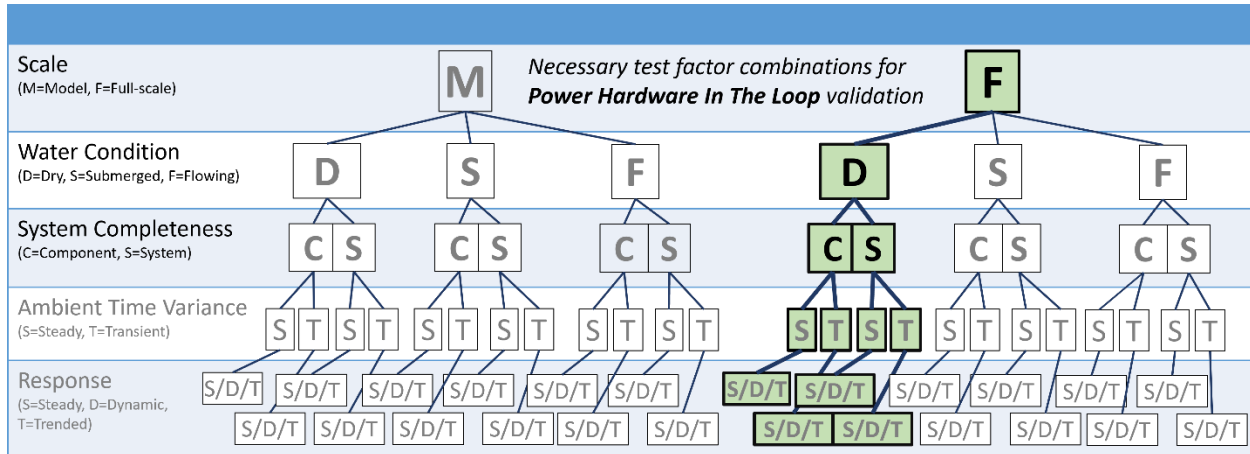 Scale
(M=Model, F=Full-scale)
M
Necessary test factor combinations for
Power Hardware In The Loop validation
F
Water Condition
(D=Dry, S=Submerged, F=Flowing)
D S F D S F
System Completeness
(C=Component, S=System)
C S C S C S C S C S C S
Ambient Time Variance
(S=Steady, T=Transient)
S T S T S T S T S T S T S T S T S T S T S T S T
Response
(S=Steady, D=Dynamic,
T=Trended)
S/D/T S/D/T S/D/T S/D/T S/D/T S/D/T S/D/T S/D/T S/D/T S/D/T S/D/T S/D/T
S/D/T S/D/T S/D/T S/D/T S/D/T S/D/T S/D/T S/D/T S/D/T S/D/T S/D/T S/D/T